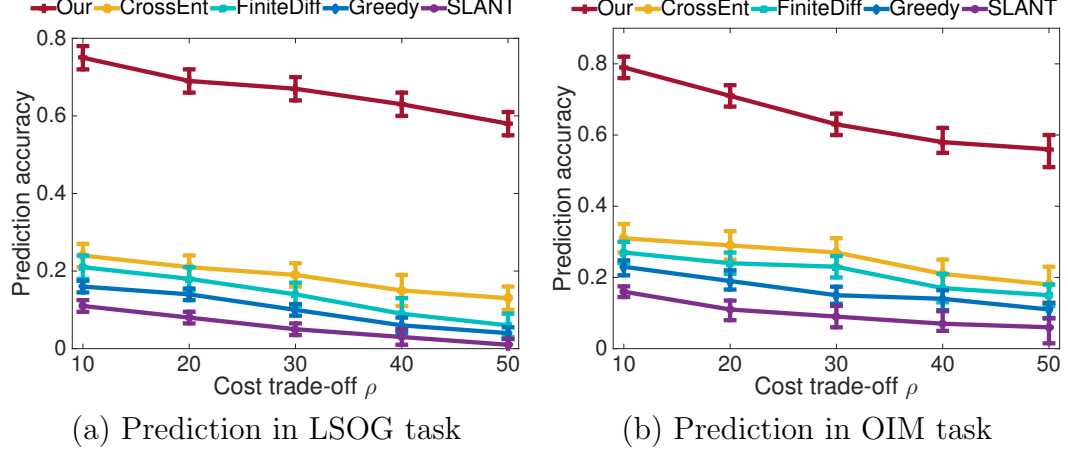 Our CrossEnt FiniteDiff Greedy SLANT
0.8
0.6
0.4
0.2
0
Prediction accuracy
10 20 30 40 50
Cost trade-off ρ
(a) Prediction in LSOG task
Our CrossEnt FiniteDiff Greedy SLANT
0.8
0.6
0.4
0.2
0
Prediction accuracy
10 20 30 40 50
Cost trade-off ρ
(b) Prediction in OIM task